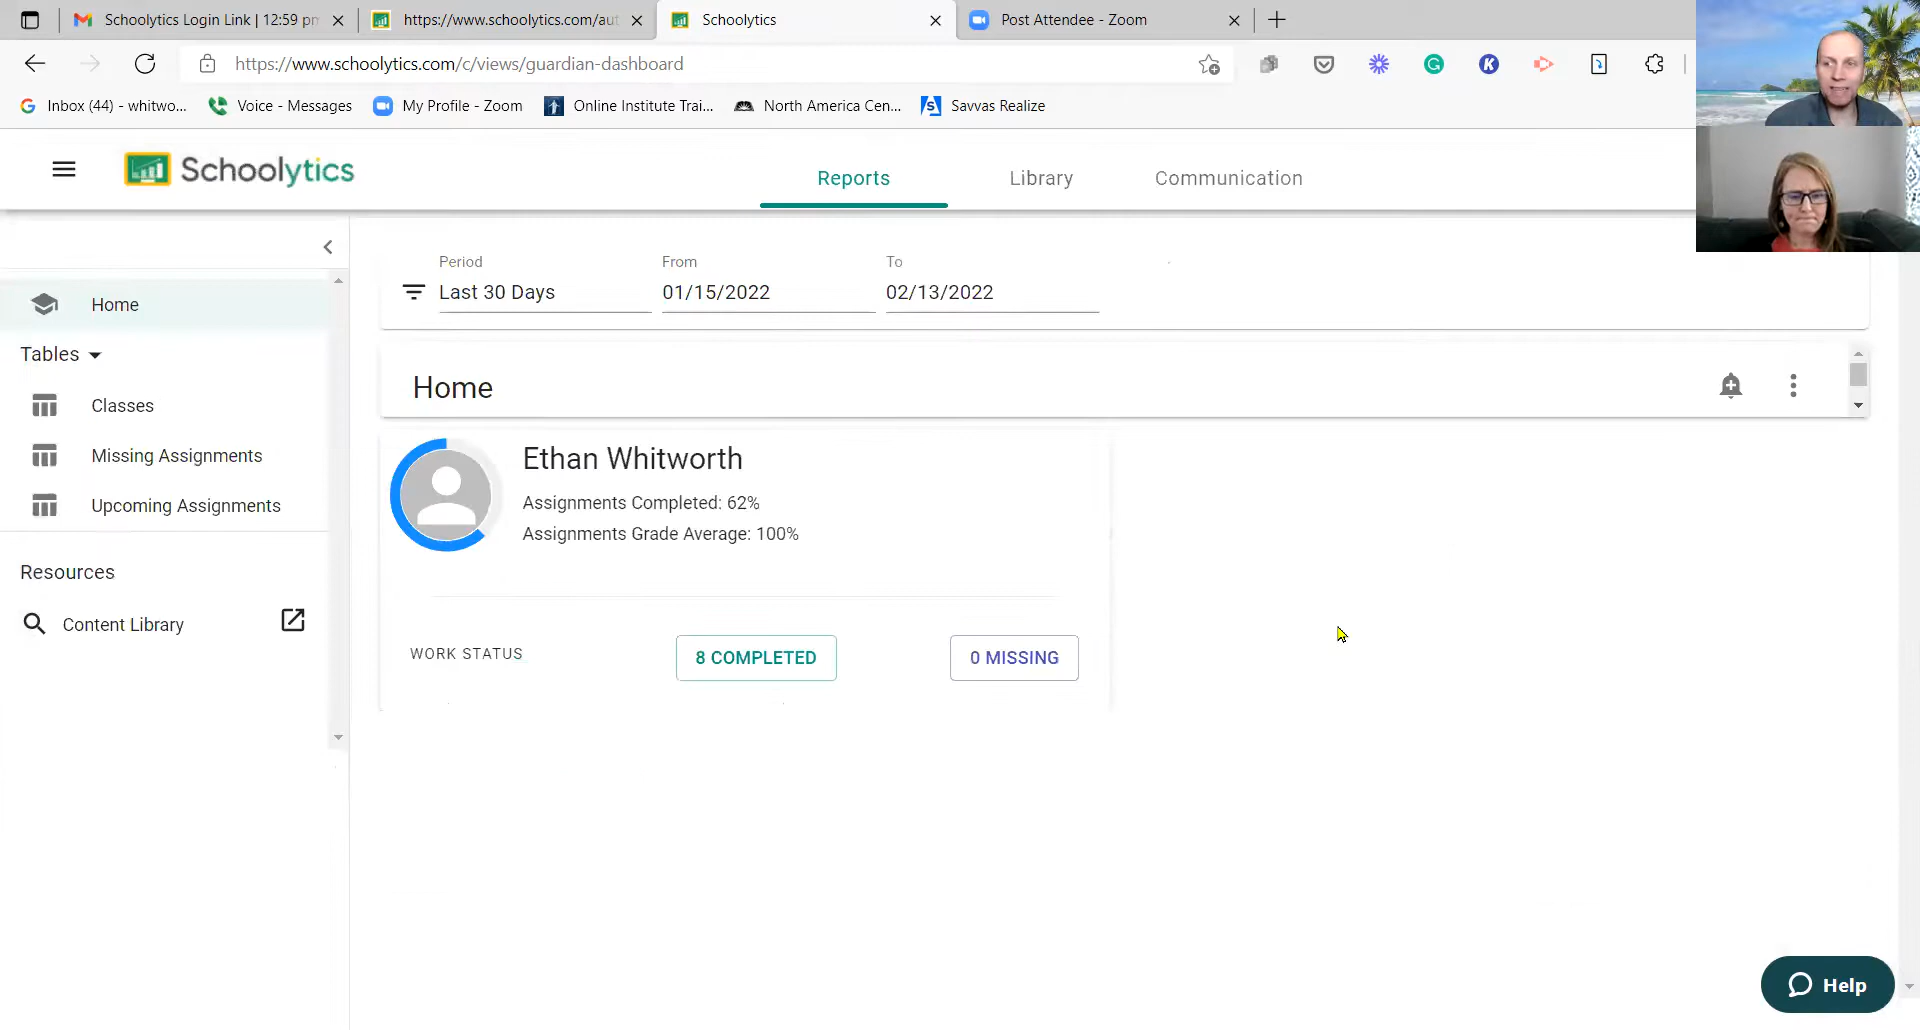 Schoolytics Login Link | 12:59 pm
https://www.schoolytics.com/aut
Schoolytics
Post Attendee - Zoom
https://www.schoolytics.com/c/views/guardian-dashboard
Inbox (44) - whitwo...
Voice - Messages
My Profile - Zoom
Online Institute Trai...
North America Cen...
Savvas Realize
Schoolytics
Reports
Library
Communication
Period
From
To
Last 30 Days
01/15/2022
02/13/2022
Home
Tables
Classes
Missing Assignments
Upcoming Assignments
Resources
Content Library
Home
Ethan Whitworth
Assignments Completed: 62%
Assignments Grade Average: 100%
WORK STATUS
8 COMPLETED
0 MISSING
Help